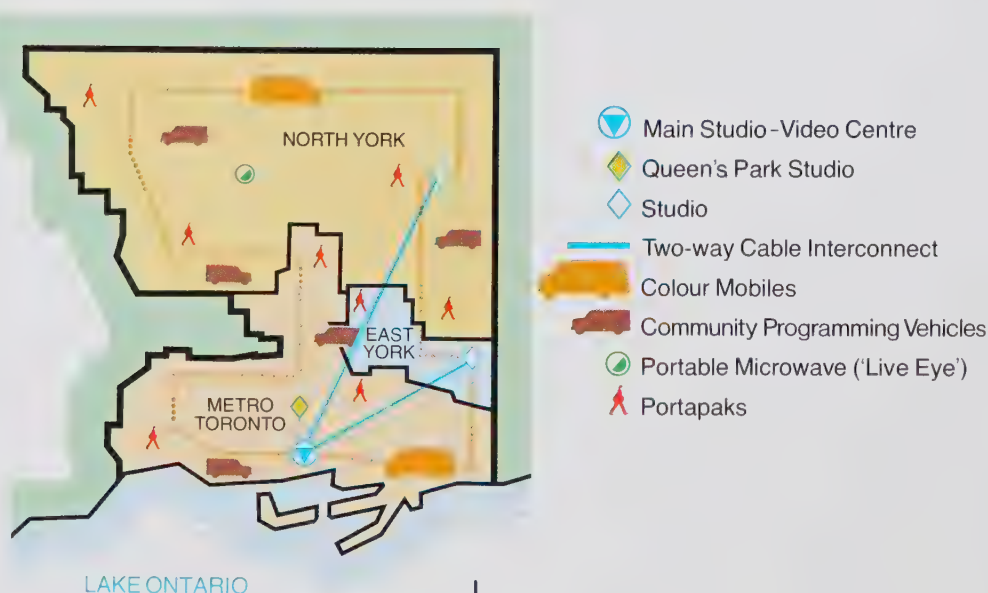 NORTH YORK
EAST
YORK
METRO
TORONTO
LAKE ONTARIO
Main Studio-Video Centre
Queen's Park Studio
Studio
Two-way Cable Interconnect
Colour Mobiles
Community Programming Vehicles
Portable Microwave ('Live Eye')
Portapaks